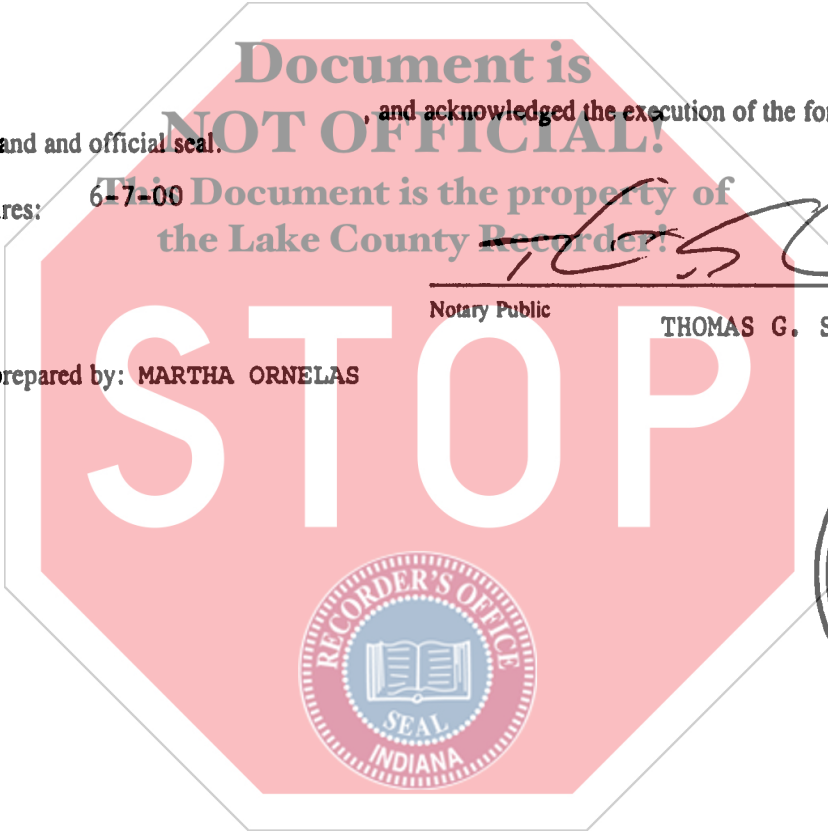 Document is
, and acknowledged the execution of the for
NOT OFFICIAL!
and and official seal.
res: 6-7-00
This Document is the property of
the Lake County Recorder!
Notary Public
THOMAS G. S
STOP
prepared by: MARTHA ORNELAS
RECORDER'S OFFICE
SEAL
INDIANA